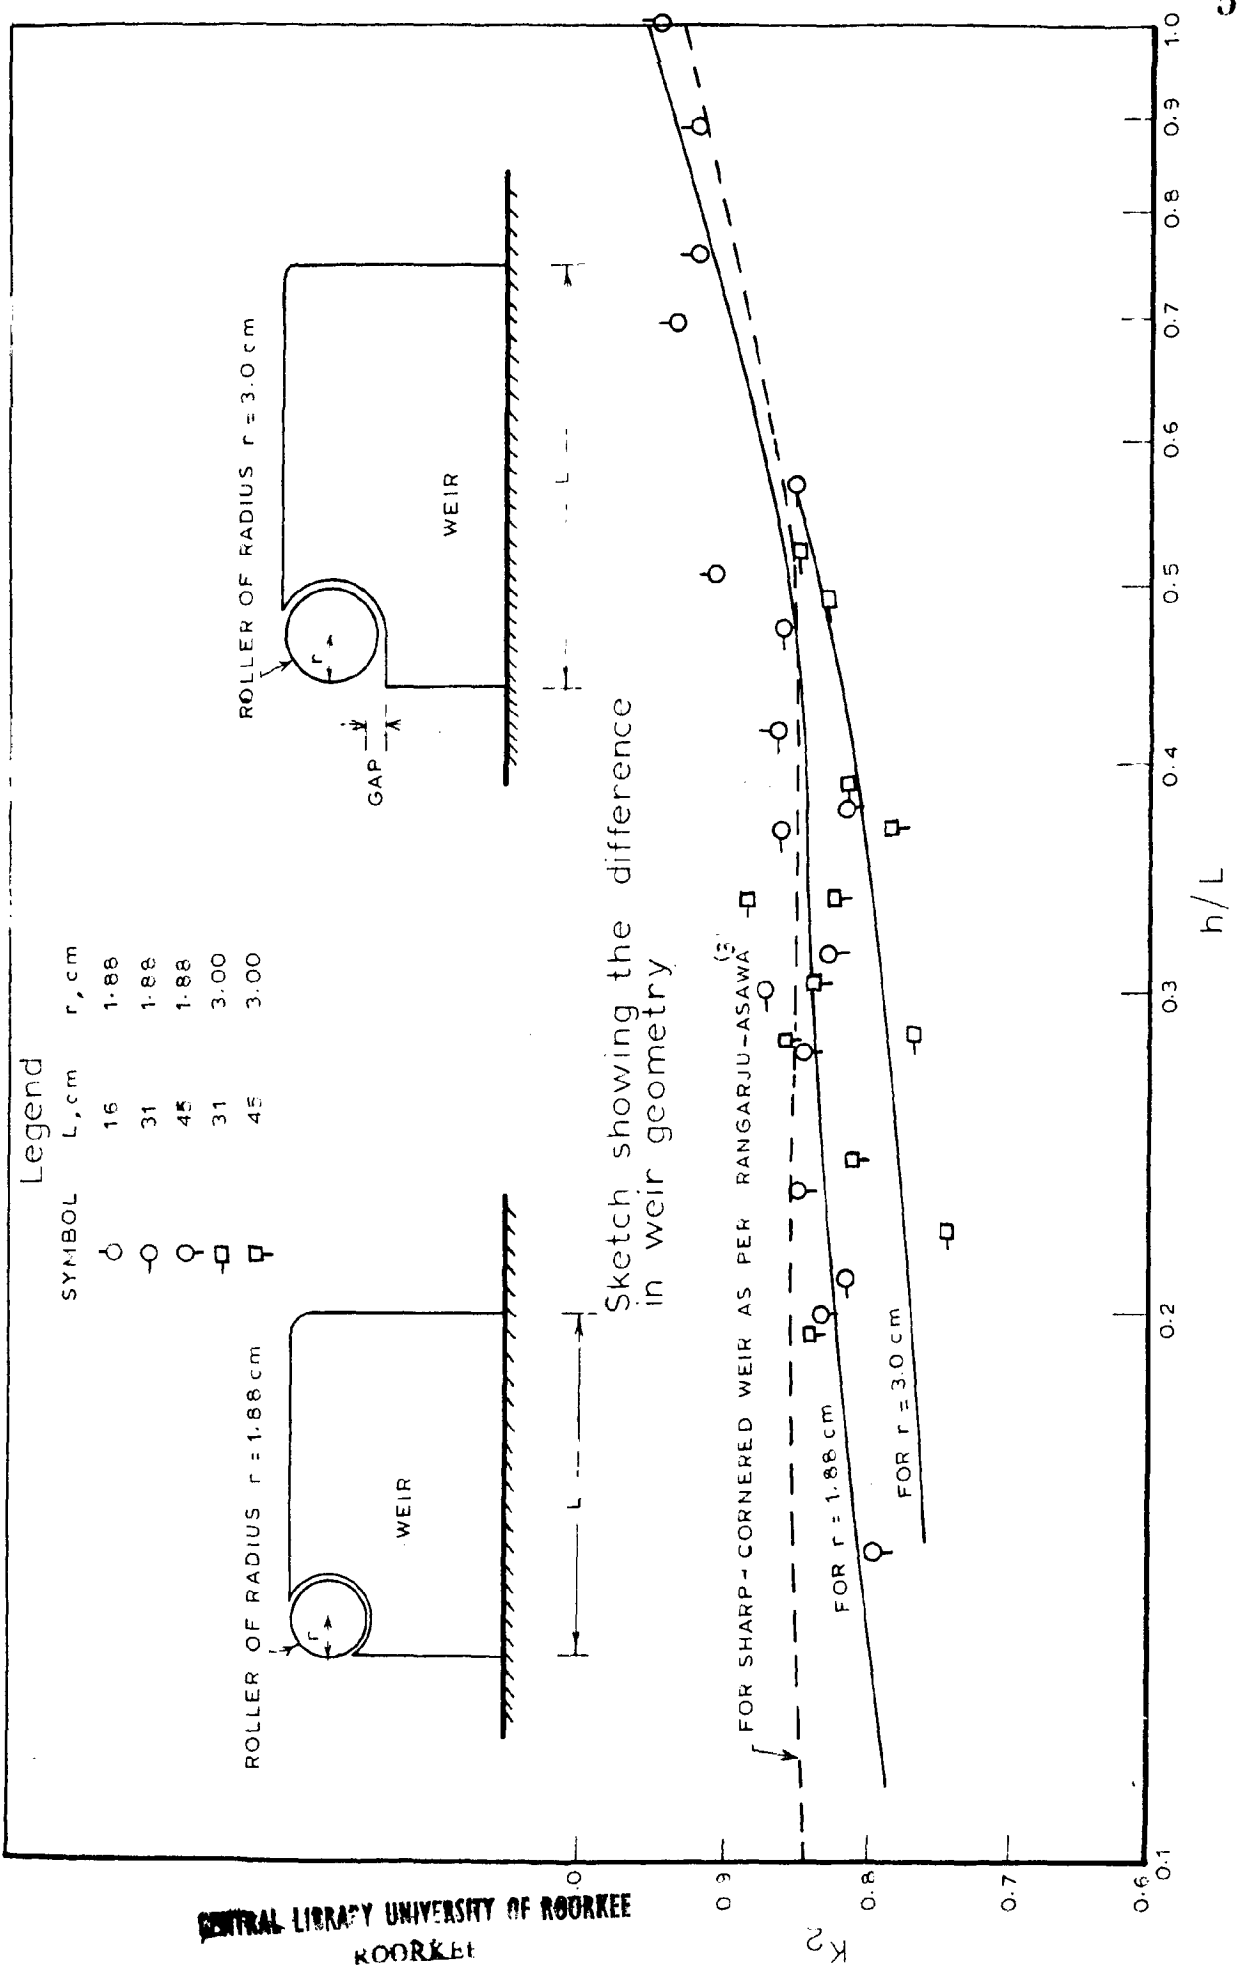 Legend
SYMBOL L,cm r,cm
16 1.88
31 1.88
45 1.88
31 3.00
45 3.00
ROLLER OF RADIUS r = 1.88 cm
r
WEIR
L
ROLLER OF RADIUS r = 3.0 cm
r
GAP
WEIR
L
Sketch showing the difference
in weir geometry
FOR SHARP-CORNERED WEIR AS PER RANGARJU-ASAWA
FOR r = 1.88 cm
FOR r = 3.0 cm
K2
0.9
0.8
0.7
0.6
0.1
0.2
0.3
0.4
0.5
0.6
0.7
0.8
0.9
1.0
h/L
CENTRAL LIBRARY UNIVERSITY OF ROORKEE
ROORKEE